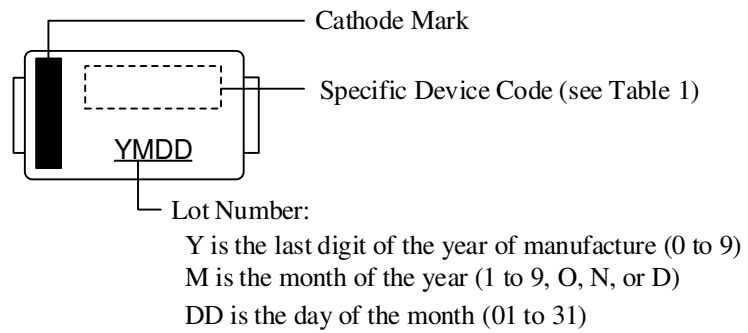 Cathode Mark
Specific Device Code (see Table 1)
YMDD
Lot Number:
Y is the last digit of the year of manufacture (0 to 9)
M is the month of the year (1 to 9, O, N, or D)
DD is the day of the month (01 to 31)